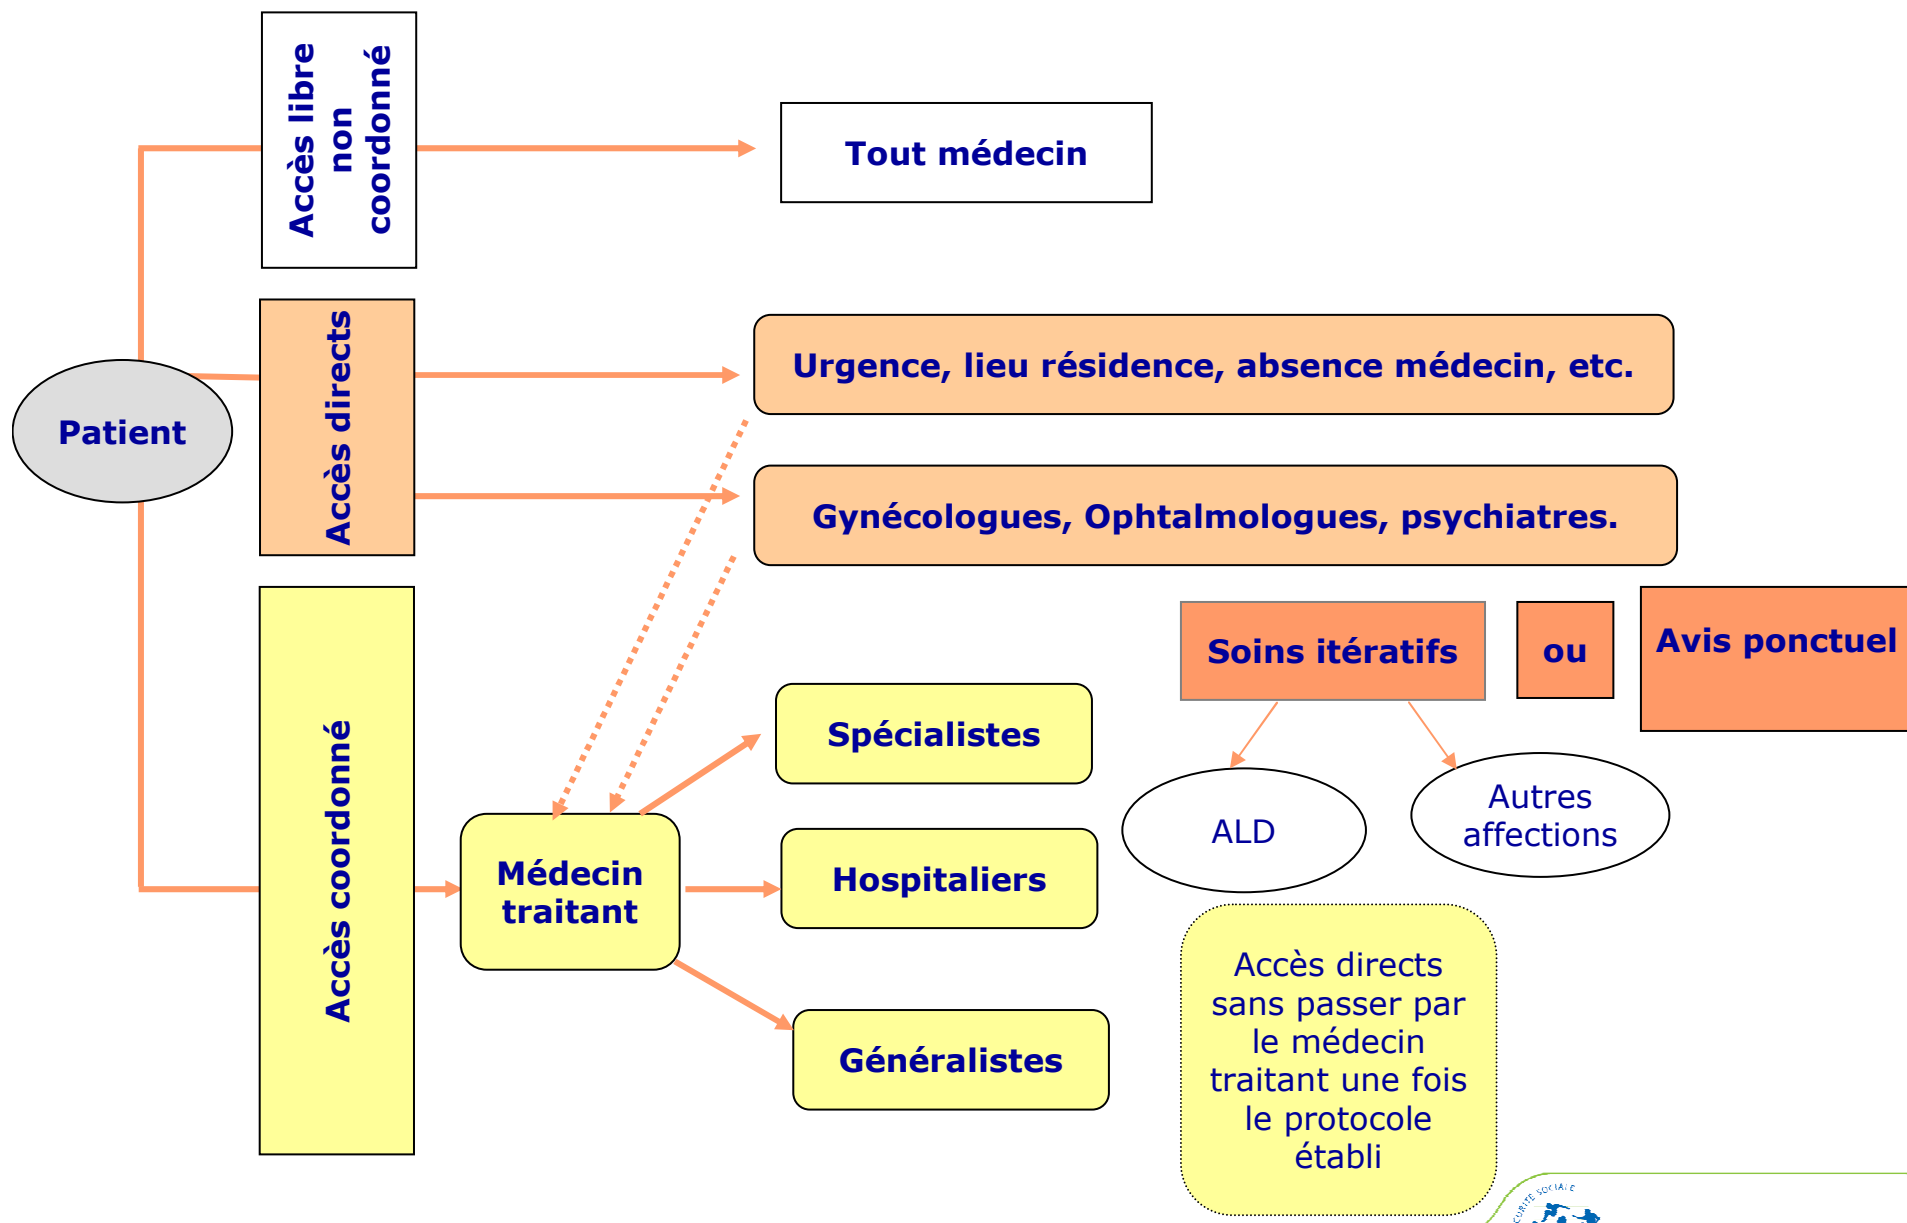 Accès libre
non
coordonné
Tout médecin
Accès directs
Urgence, lieu résidence, absence médecin, etc.
Patient
Gynécologues, Ophtalmologues, psychiatres.
Soins itératifs
ou
Avis ponctuel
Accès coordonné
Spécialistes
ALD
Autres
affections
Médecin
traitant
Hospitaliers
Généralistes
Accès directs
sans passer par
le médecin
traitant une fois
le protocole
établi
SOCIALE